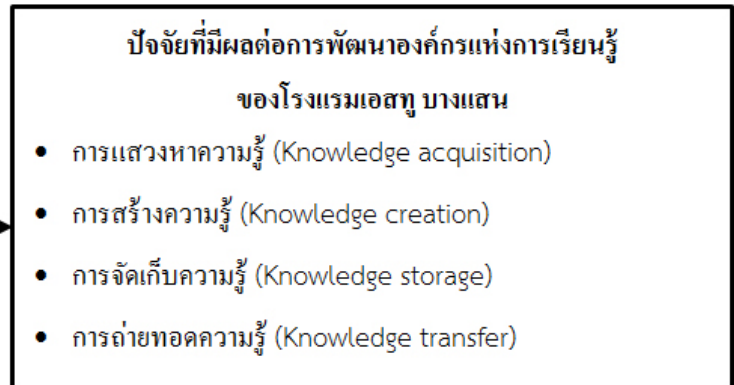 ปัจจัยที่มีผลต่อการพัฒนาองค์กรแห่งการเรียนรู้
ของโรงแรมเอสทู บางแสน
• การแสวงหาความรู้ (Knowledge acquisition)
• การสร้างความรู้ (Knowledge creation)
• การจัดเก็บความรู้ (Knowledge storage)
• การถ่ายทอดความรู้ (Knowledge transfer)